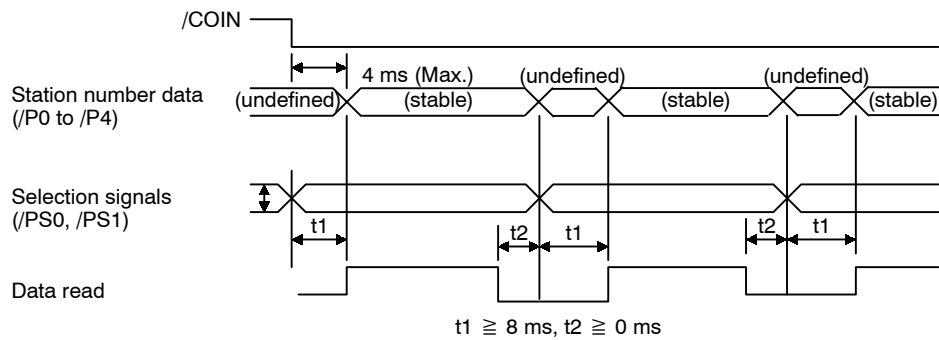 /COIN
4 ms (Max.)
(undefined)
(undefined)
Station number data
(/P0 to /P4)
(undefined)
(stable)
(stable)
(stable)
Selection signals
(/PS0, /PS1)
t1
t2
t1
t2
t1
Data read
t1 ≧ 8 ms, t2 ≧ 0 ms